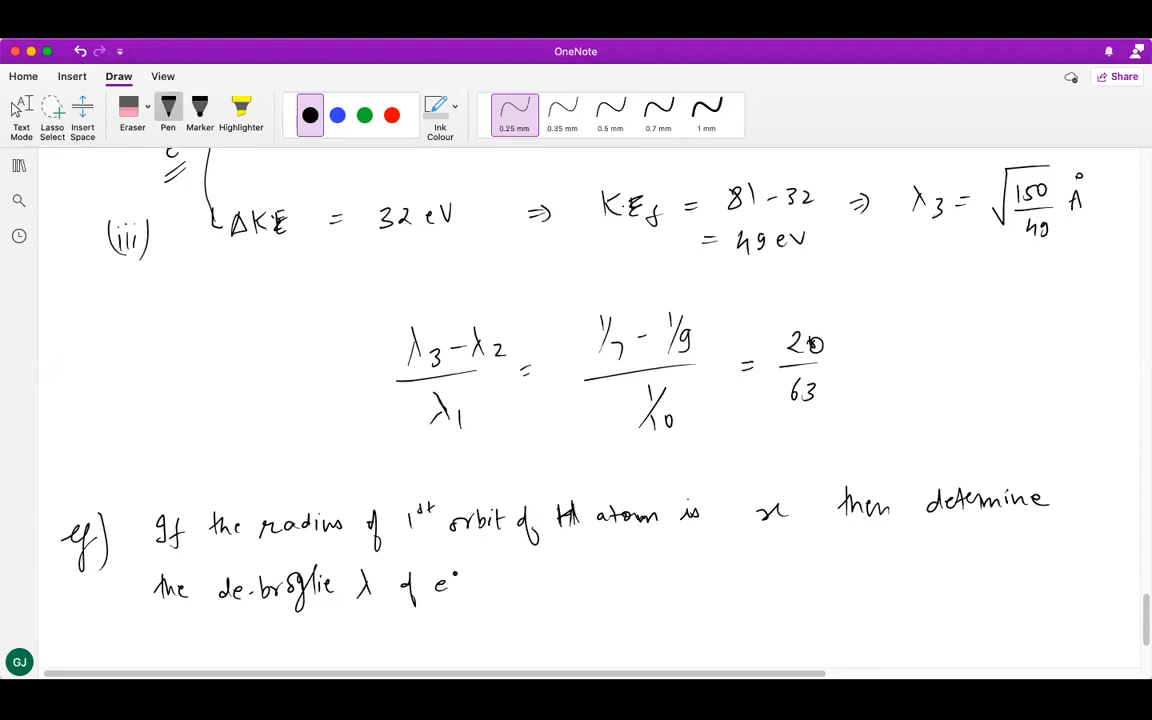 OneNote
Home Insert Draw View
Share
Text Mode
Lasso Select
Insert Space
Eraser
Pen
Marker
Highlighter
Ink Colour
0.25 mm 0.35 mm 0.5 mm 0.7 mm 1 mm
c
(iii) ΔKE = 32 eV ⇒ K.E_f = 81 - 32 ⇒ λ_3 = √(150/49) Å
= 49 eV
(λ_3 - λ_2)/λ_1 = (1/7 - 1/9)/(1/10) = 20/63
eg) If the radius of 1st orbit of H atom is x then determine
the de-broglie λ of e
GJ